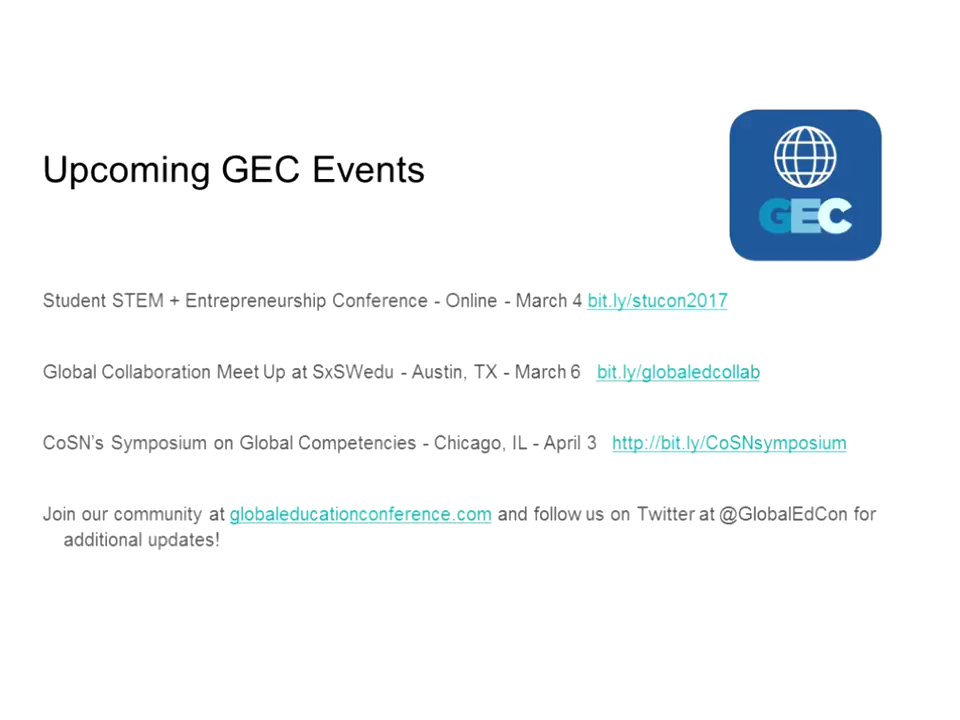 Upcoming GEC Events
GEC
Student STEM + Entrepreneurship Conference - Online - March 4 bit.ly/stucon2017
Global Collaboration Meet Up at SxSWedu - Austin, TX - March 6 bit.ly/globaledcollab
CoSN’s Symposium on Global Competencies - Chicago, IL - April 3 http://bit.ly/CoSNsymposium
Join our community at globaleducationconference.com and follow us on Twitter at @GlobalEdCon for
additional updates!